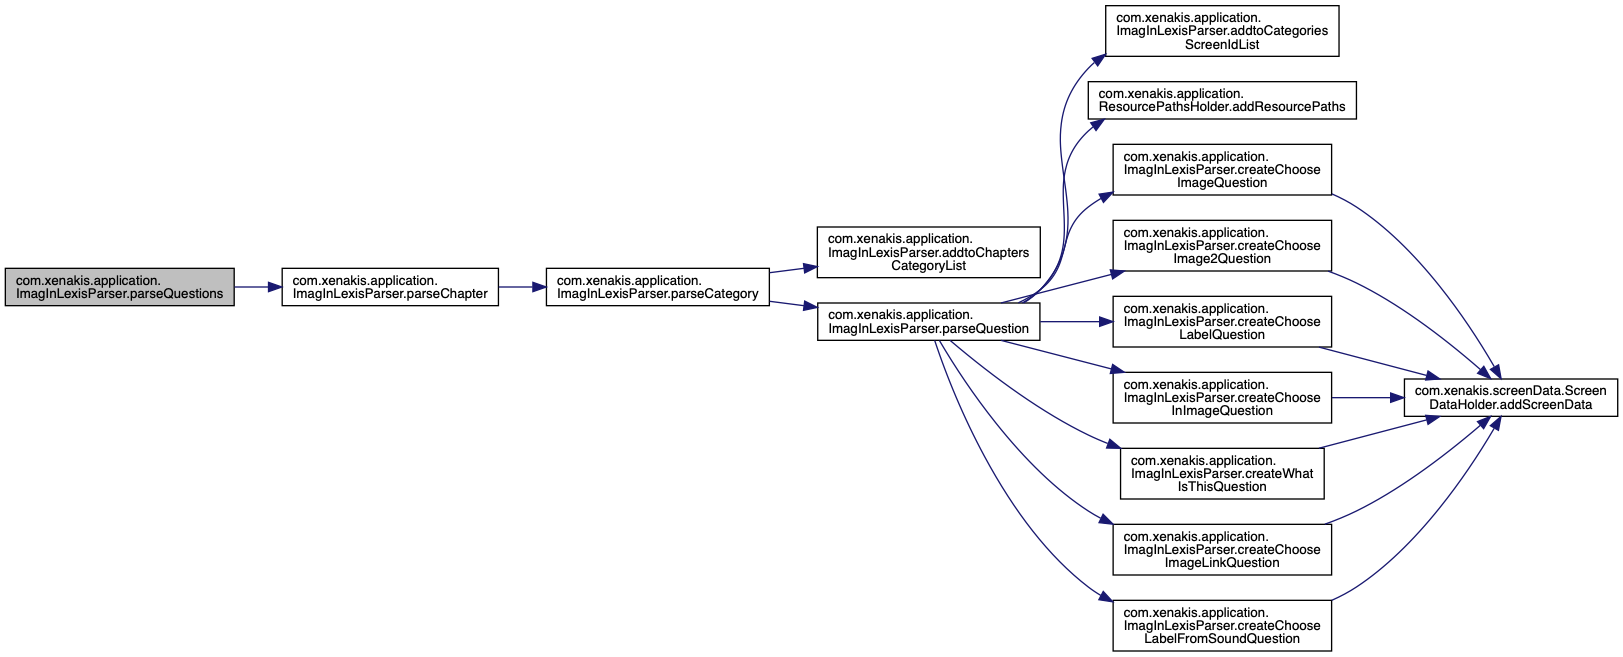 com.xenakis.application.
ImagInLexisParser.parseQuestions
com.xenakis.application.
ImagInLexisParser.parseChapter
com.xenakis.application.
ImagInLexisParser.parseCategory
com.xenakis.application.
ImagInLexisParser.addtoChapters
CategoryList
com.xenakis.application.
ImagInLexisParser.parseQuestion
com.xenakis.application.
ImagInLexisParser.addtoCategories
ScreenIdList
com.xenakis.application.
ResourcePathsHolder.addResourcePaths
com.xenakis.application.
ImagInLexisParser.createChoose
ImageQuestion
com.xenakis.application.
ImagInLexisParser.createChoose
Image2Question
com.xenakis.application.
ImagInLexisParser.createChoose
LabelQuestion
com.xenakis.application.
ImagInLexisParser.createChoose
InImageQuestion
com.xenakis.application.
ImagInLexisParser.createWhat
IsThisQuestion
com.xenakis.application.
ImagInLexisParser.createChoose
ImageLinkQuestion
com.xenakis.application.
ImagInLexisParser.createChoose
LabelFromSoundQuestion
com.xenakis.screenData.Screen
DataHolder.addScreenData